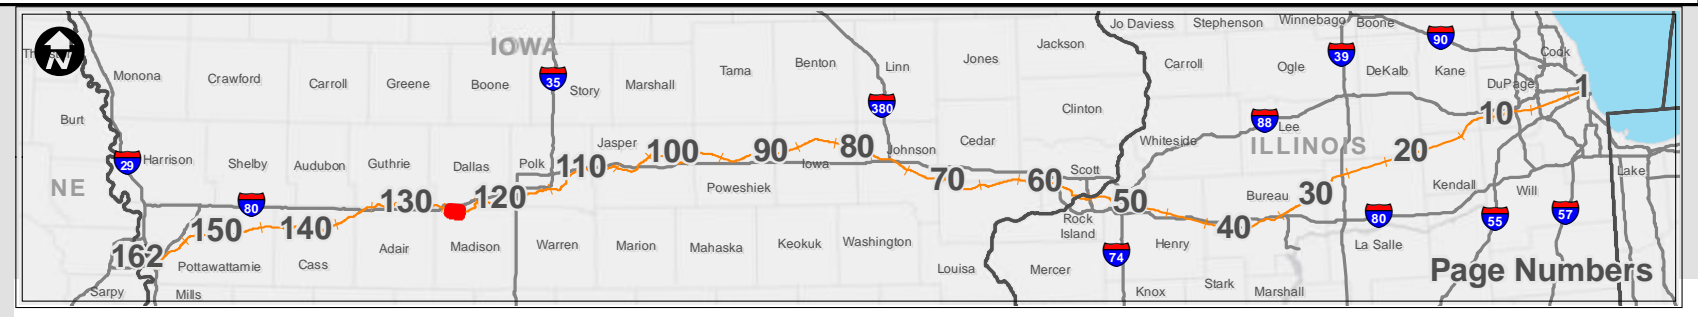 Jo Daviess
Stephenson
Winnebago
Boone
N
IOWA
Jackson
39
90
Cook
Monona
Crawford
Carroll
Greene
Boone
35
Story
Marshall
Tama
Benton
Linn
Jones
Carroll
Ogle
DeKalb
Kane
DuPage
1
Burt
380
Clinton
88
Lee
10
Whiteside
ILLINOIS
29
Harrison
Shelby
Audubon
Guthrie
Dallas
Polk
110
Jasper
100
90
80
Iowa
Johnson
Cedar
20
NE
80
130
120
Poweshiek
70
60
Scott
50
Bureau
30
Kendall
Will
Lake
162
150
140
Adair
Madison
Warren
Marion
Mahaska
Keokuk
Washington
Rock
Island
Henry
40
80
55
57
La Salle
Pottawattamie
Cass
Louisa
Mercer
74
Stark
Page Numbers
Sarpy
Mills
Knox
Marshall